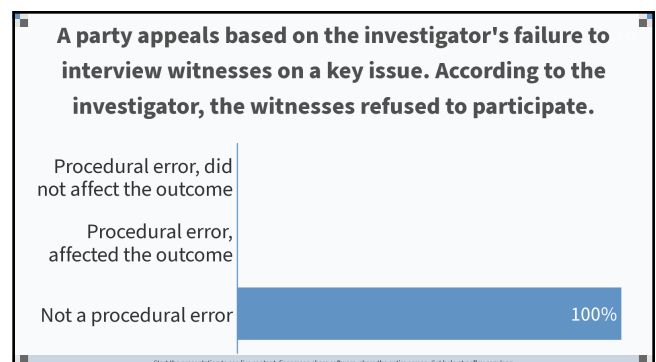 A party appeals based on the investigator's failure to
interview witnesses on a key issue. According to the
investigator, the witnesses refused to participate.
Procedural error, did
not affect the outcome
Procedural error,
affected the outcome
Not a procedural error
100%